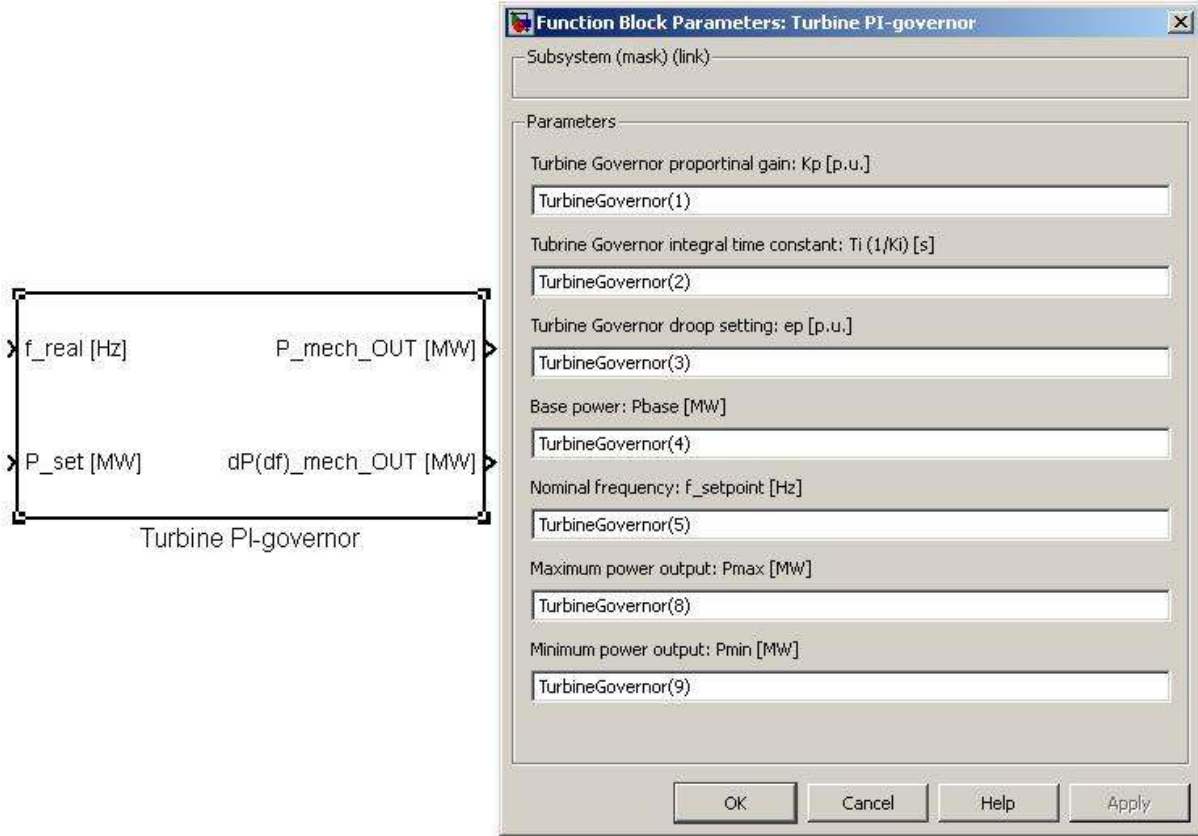 f_real [Hz]
P_mech_OUT [MW]
P_set [MW]
dP(df)_mech_OUT [MW]
Turbine PI-governor
Function Block Parameters: Turbine PI-governor
Subsystem (mask) (link)
Parameters
Turbine Governor proportinal gain: Kp [p.u.]
TurbineGovernor(1)
Tubrine Governor integral time constant: Ti (1/Ki) [s]
TurbineGovernor(2)
Turbine Governor droop setting: ep [p.u.]
TurbineGovernor(3)
Base power: Pbase [MW]
TurbineGovernor(4)
Nominal frequency: f_setpoint [Hz]
TurbineGovernor(5)
Maximum power output: Pmax [MW]
TurbineGovernor(8)
Minimum power output: Pmin [MW]
TurbineGovernor(9)
OK
Cancel
Help
Apply